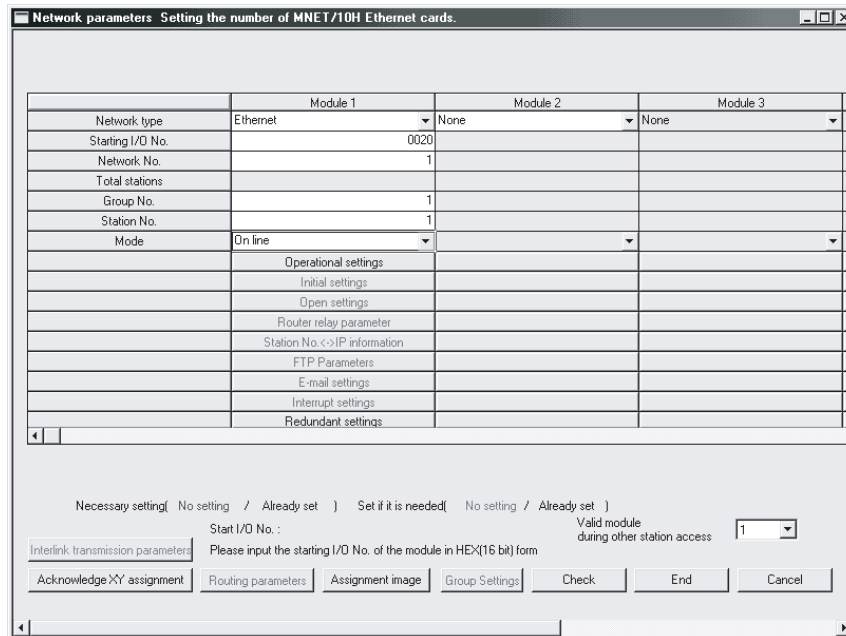 Network parameters Setting the number of MNET/10H Ethernet cards.
Module 1 Module 2 Module 3
Network type Ethernet None None
Starting I/O No. 0020
Network No. 1
Total stations
Group No. 1
Station No. 1
Mode On line
Operational settings
Initial settings
Open settings
Router relay parameter
Station No.<->IP information
FTP Parameters
E-mail settings
Interrupt settings
Redundant settings
Necessary setting( No setting / Already set ) Set if it is needed( No setting / Already set )
Start I/O No. :
Valid module
during other station access 1
Interlink transmission parameters Please input the starting I/O No. of the module in HEX(16 bit) form
Acknowledge XY assignment Routing parameters Assignment image Group Settings Check End Cancel